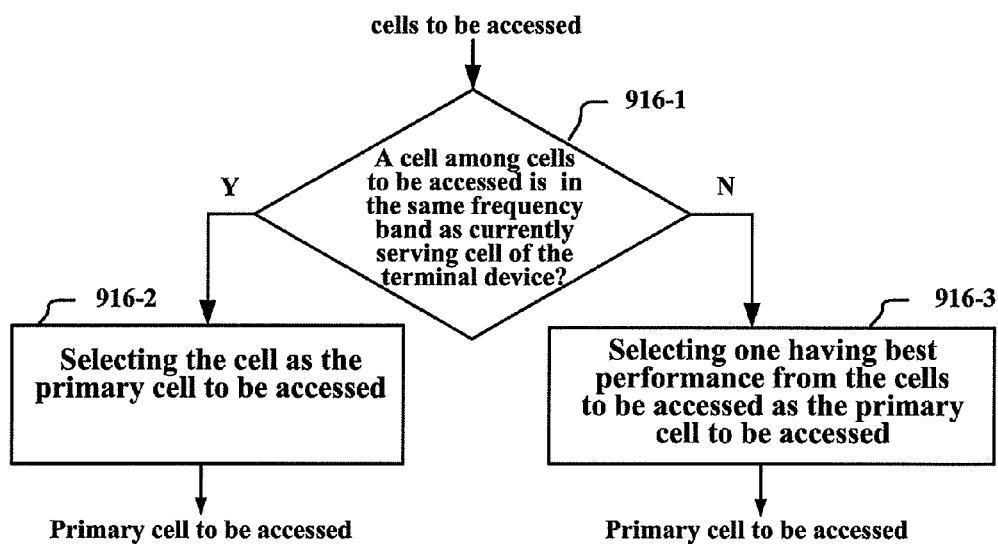 cells to be accessed
916-1
A cell among cells
to be accessed is in
the same frequency
band as currently
serving cell of the
terminal device?
Y
N
916-2
Selecting the cell as the
primary cell to be accessed
916-3
Selecting one having best
performance from the cells
to be accessed as the primary
cell to be accessed
Primary cell to be accessed
Primary cell to be accessed